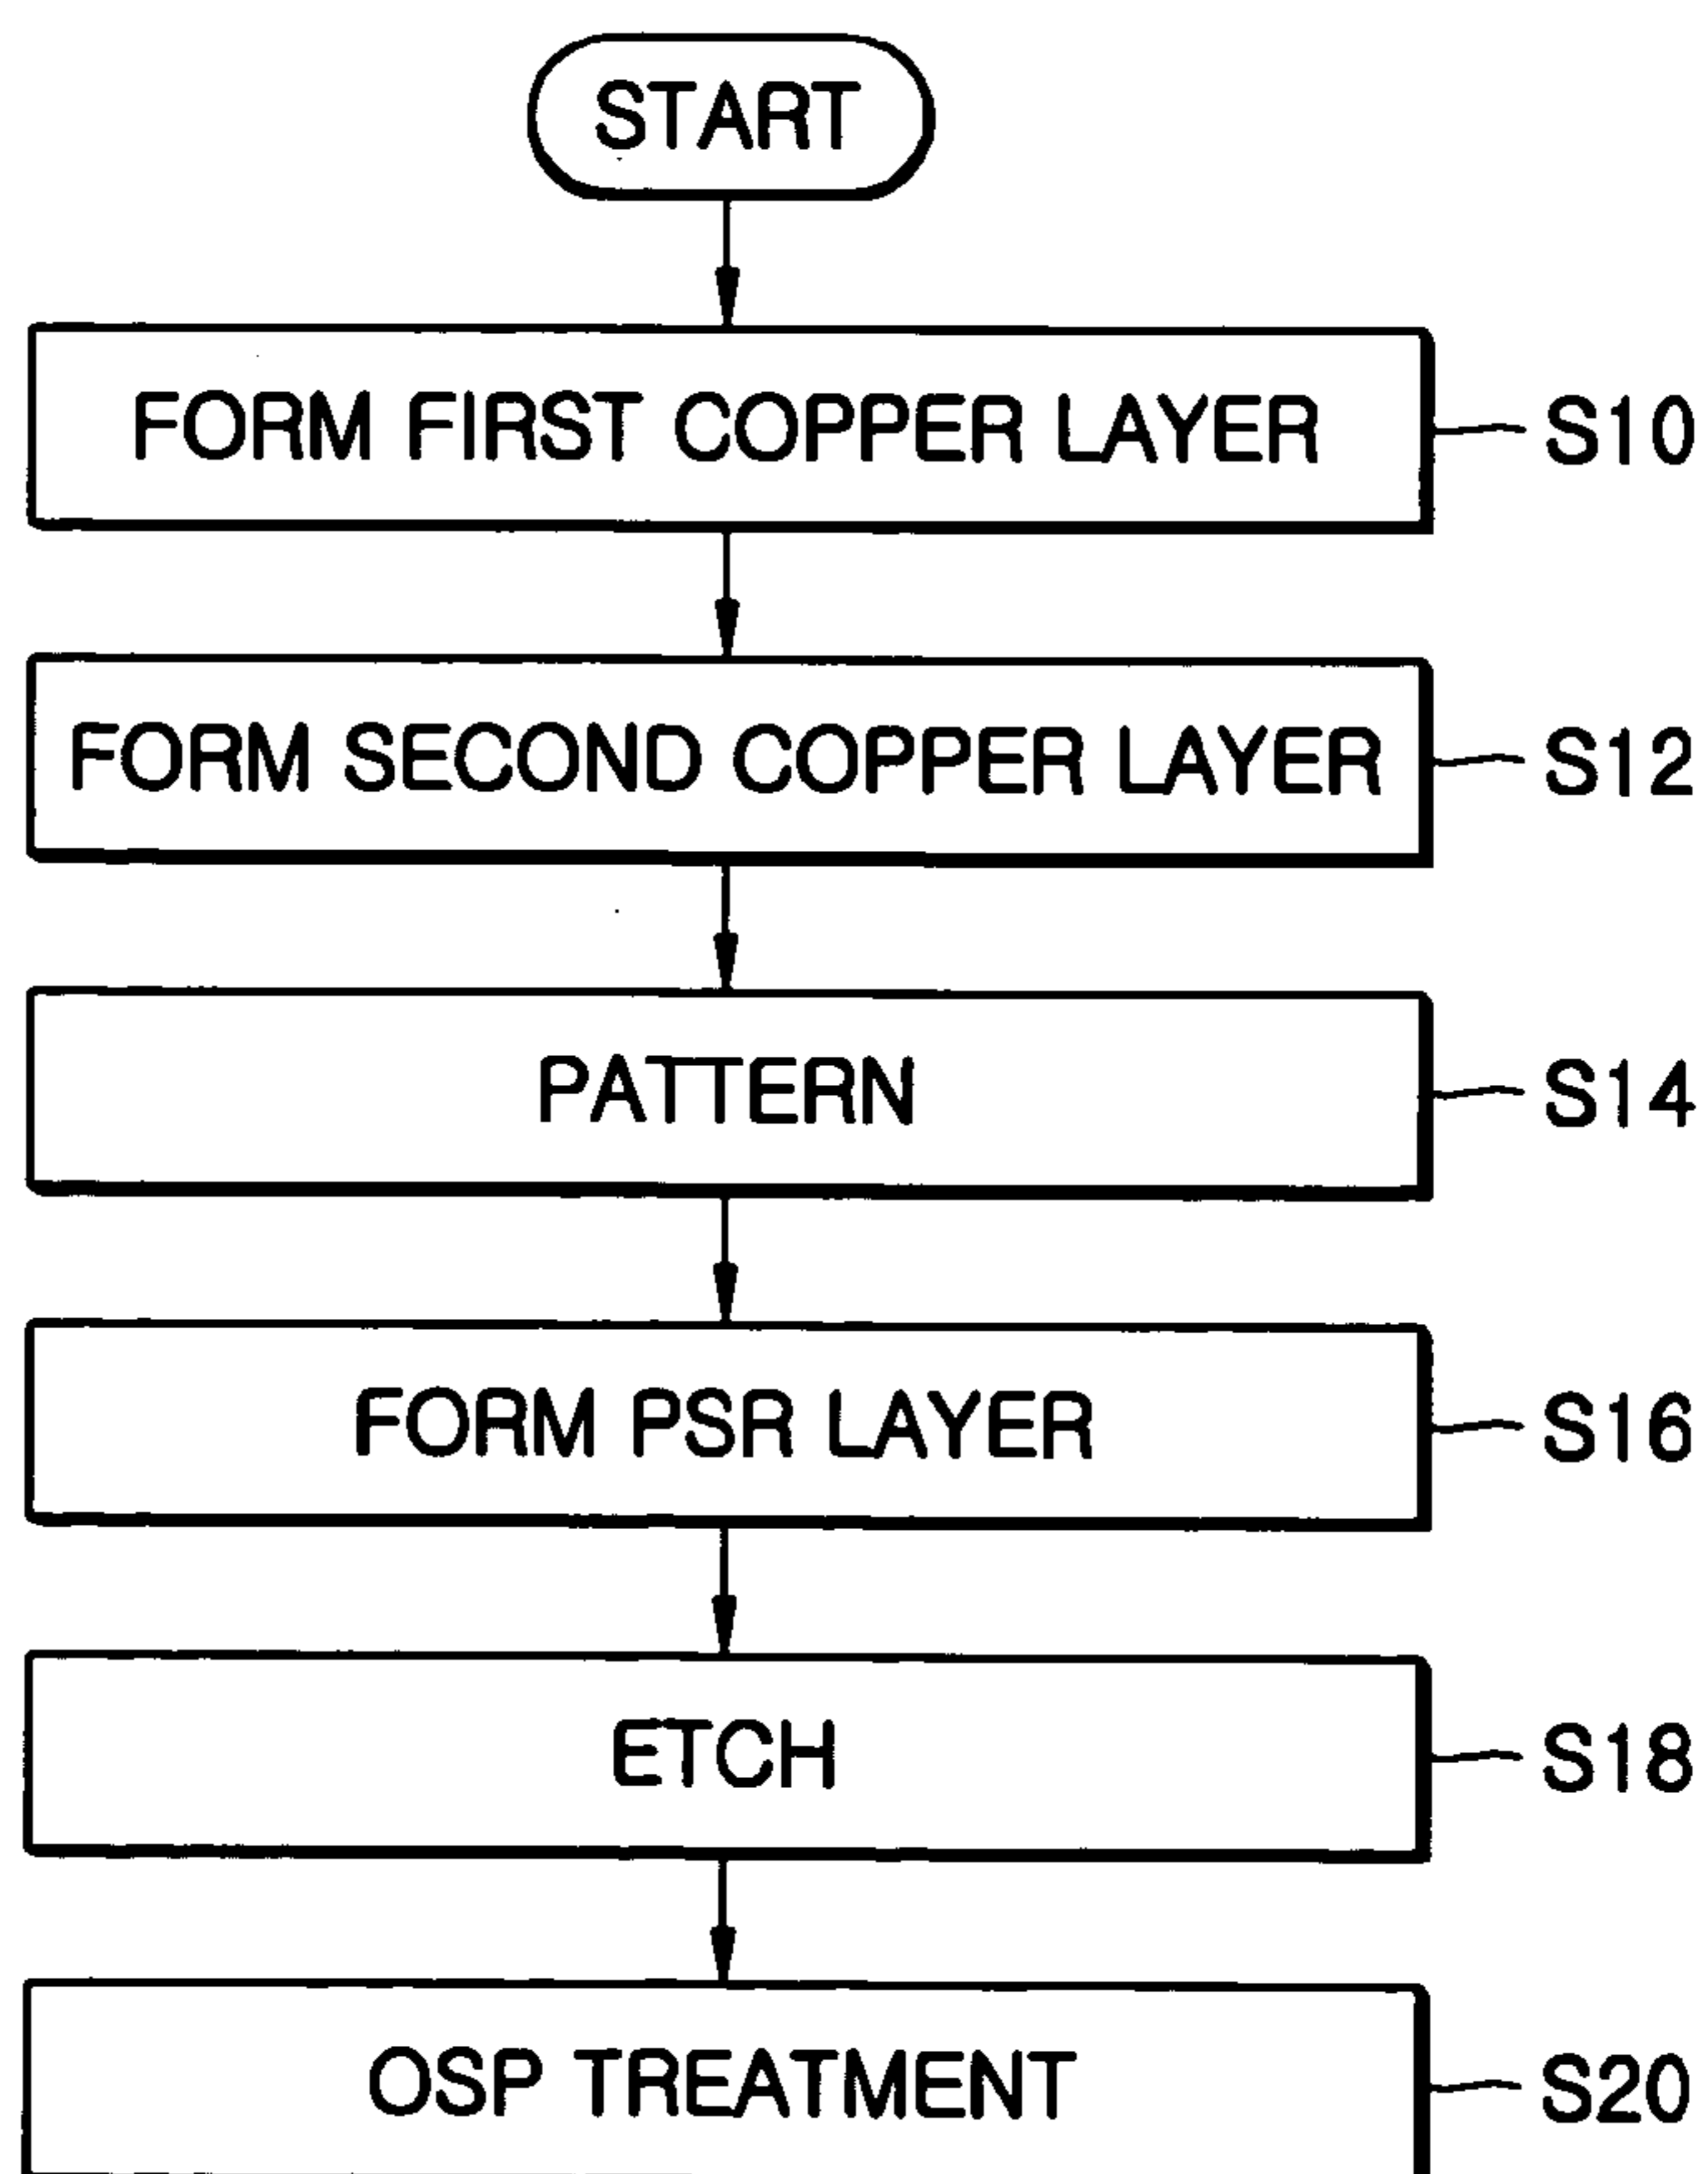 START
FORM FIRST COPPER LAYER S10
FORM SECOND COPPER LAYER S12
PATTERN S14
FORM PSR LAYER S16
ETCH S18
OSP TREATMENT S20